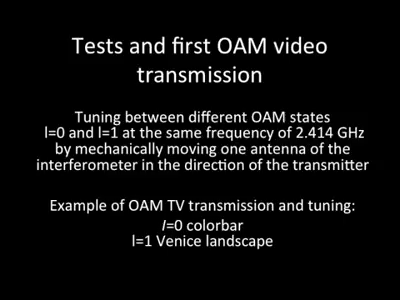 Tests and first OAM video
transmission
Tuning between different OAM states
l=0 and l=1 at the same frequency of 2.414 GHz
by mechanically moving one antenna of the
interferometer in the direction of the transmitter
Example of OAM TV transmission and tuning:
l=0 colorbar
l=1 Venice landscape